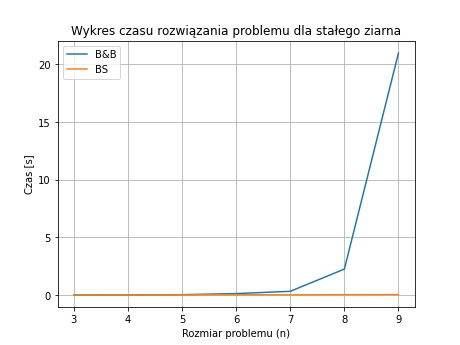 Wykres czasu rozwiązania problemu dla stałego ziarna
B&B
BS
20
15
10
5
0
Czas [s]
3 4 5 6 7 8 9
Rozmiar problemu (n)